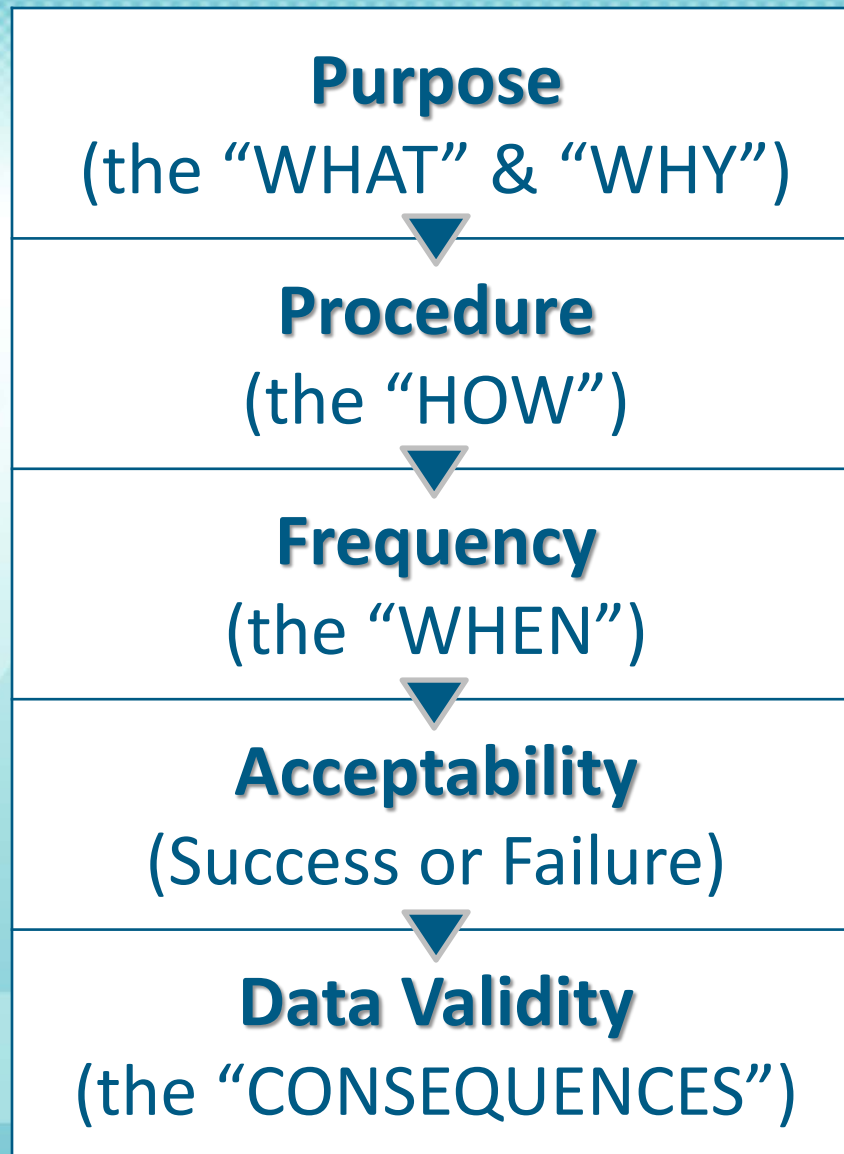 Purpose
(the “WHAT” & “WHY”)
Procedure
(the “HOW”)
Frequency
(the “WHEN”)
Acceptability
(Success or Failure)
Data Validity
(the “CONSEQUENCES”)